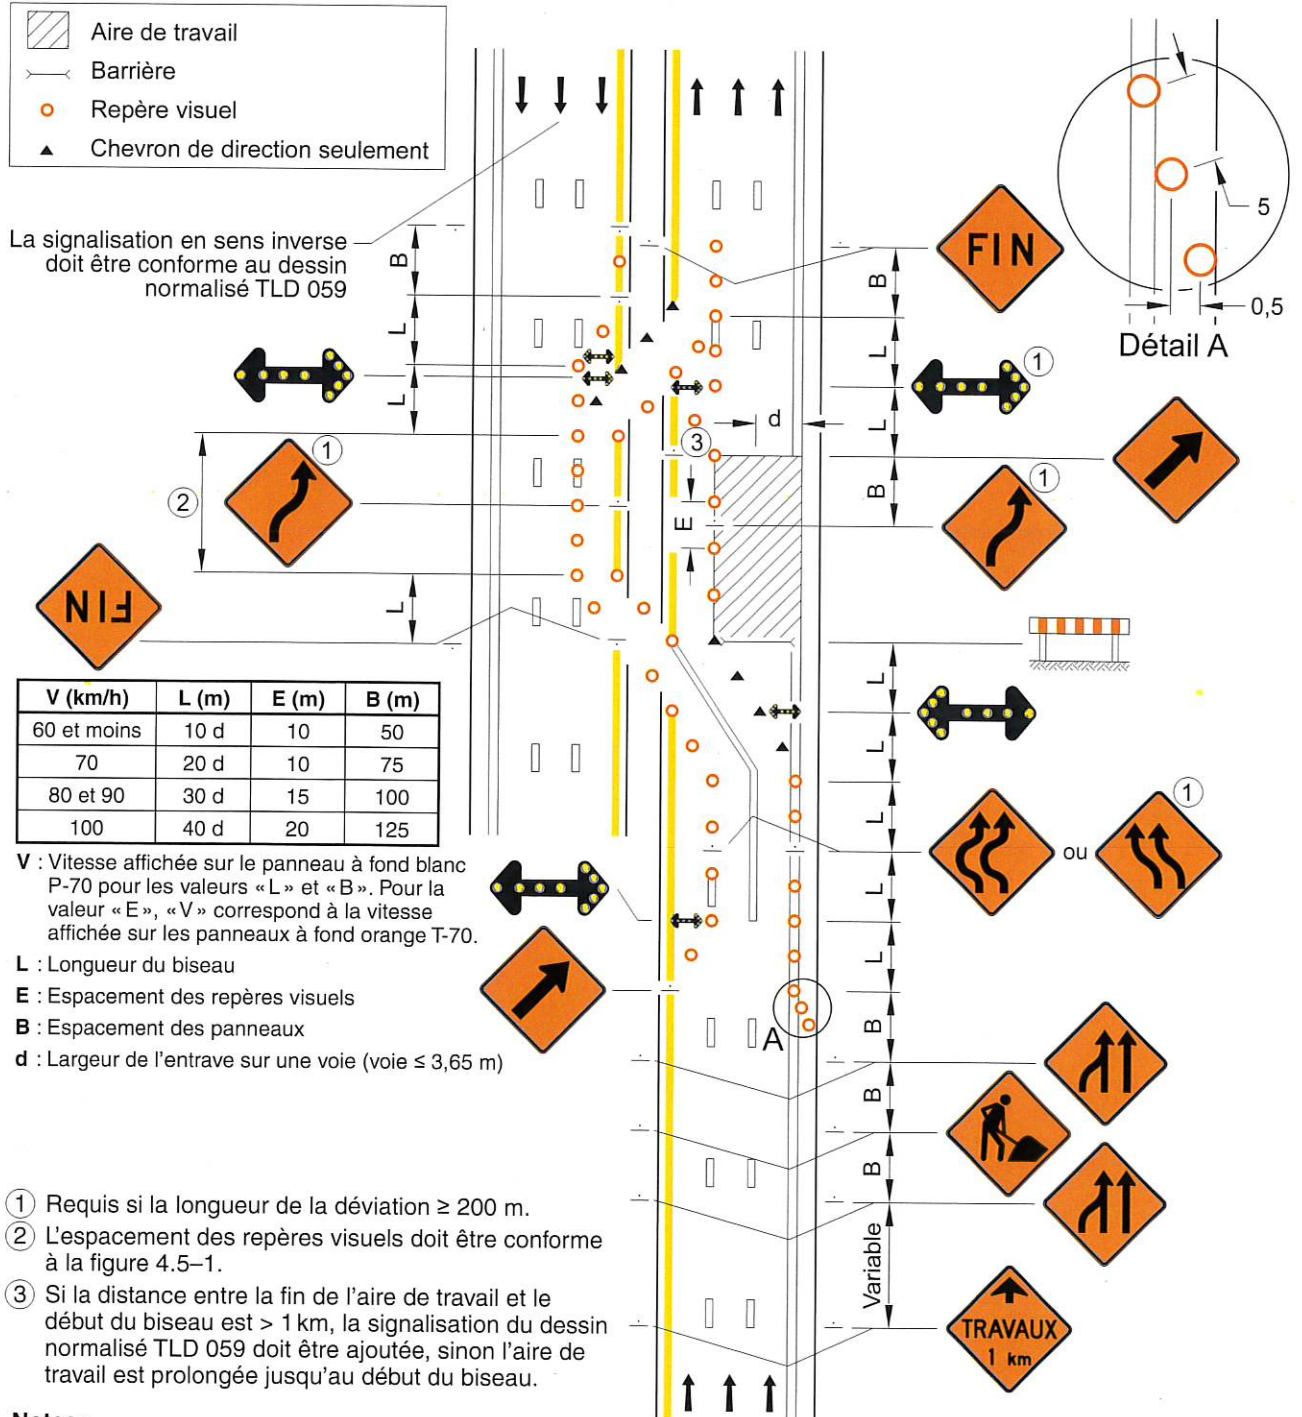 Aire de travail
Barrière
Repère visuel
Chevron de direction seulement
La signalisation en sens inverse
doit être conforme au dessin
normalisé TLD 059
5
0,5
Détail A
FIN
B
L
L
B
L
L
B
1
1
1
2
3
d
E
FIN
L
V (km/h) L (m) E (m) B (m)
60 et moins 10 d 10 50
70 20 d 10 75
80 et 90 30 d 15 100
100 40 d 20 125
V : Vitesse affichée sur le panneau à fond blanc
P-70 pour les valeurs « L » et « B ». Pour la
valeur « E », « V » correspond à la vitesse
affichée sur les panneaux à fond orange T-70.
L : Longueur du biseau
E : Espacement des repères visuels
B : Espacement des panneaux
d : Largeur de l'entrave sur une voie (voie ≤ 3,65 m)
L
L
L
L
L
ou
1
A
B
B
B
Variable
TRAVAUX
1 km
1 Requis si la longueur de la déviation ≥ 200 m.
2 L'espacement des repères visuels doit être conforme
à la figure 4.5–1.
3 Si la distance entre la fin de l'aire de travail et le
début du biseau est > 1 km, la signalisation du dessin
normalisé TLD 059 doit être ajoutée, sinon l'aire de
travail est prolongée jusqu'au début du biseau.